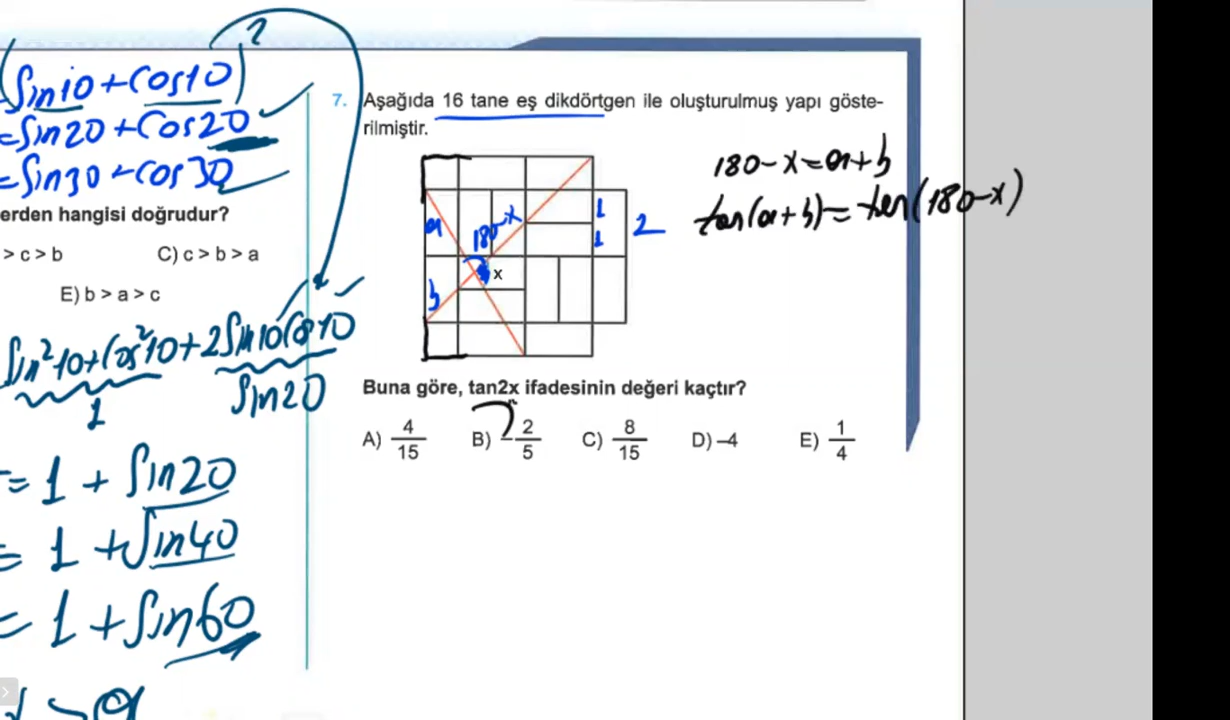 ?
(Sin10+Cos10)
=Sin20+Cos20
=Sin30+Cos30
erden hangisi doğrudur?
> c > b
C) c > b > a
E) b > a > c
Sin²10+Cos²10+2Sin10Cos10
1
Sin20
= 1 + Sin20
= 1 + Sin40
= 1 + Sin60
7. Aşağıda 16 tane eş dikdörtgen ile oluşturulmuş yapı göste-
rilmiştir.
180-x=a+b
tan(a+b)=tan(180-x)
a
180-x
1
1
2
b
x
Buna göre, tan2x ifadesinin değeri kaçtır?
A) 4/15 B) -2/5 C) 8/15 D) -4 E) 1/4